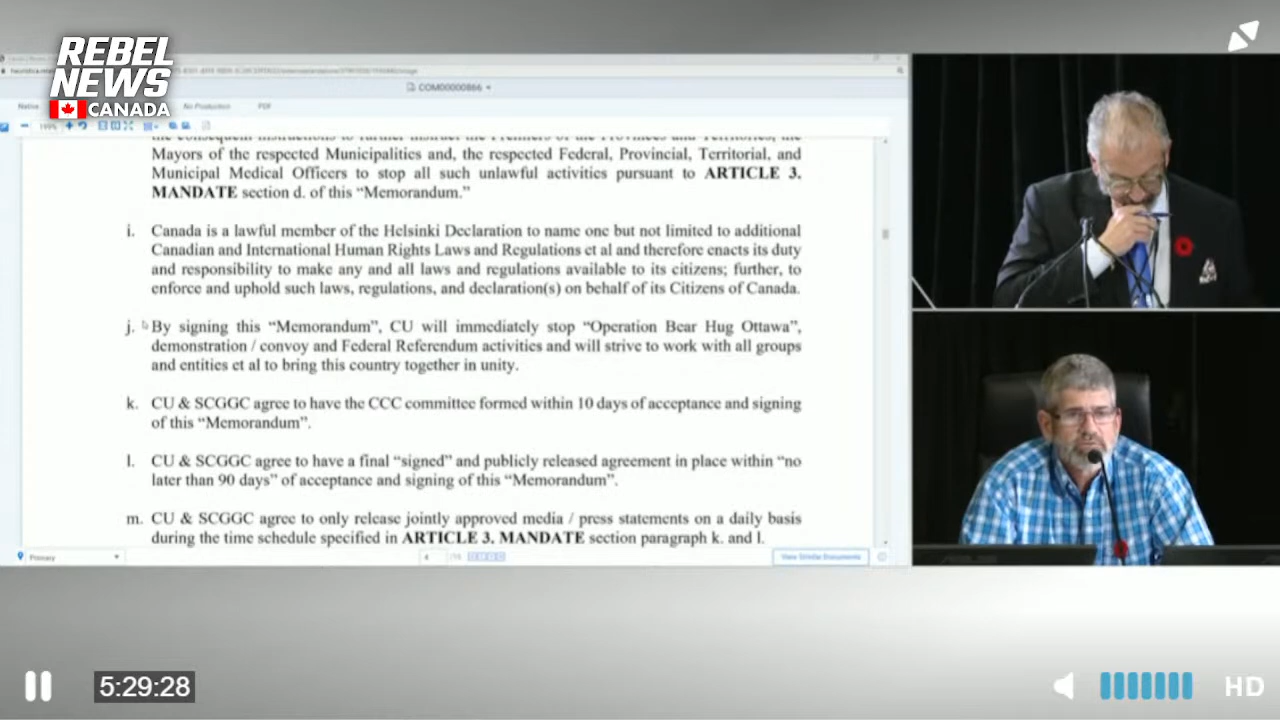 REBEL
NEWS
CANADA
COM00000866
No Production
PDF
Mayors of the respected Municipalities and, the respected Federal, Provincial, Territorial, and
Municipal Medical Officers to stop all such unlawful activities pursuant to ARTICLE 3.
MANDATE section d. of this “Memorandum.”
i. Canada is a lawful member of the Helsinki Declaration to name one but not limited to additional
Canadian and International Human Rights Laws and Regulations et al and therefore enacts its duty
and responsibility to make any and all laws and regulations available to its citizens; further, to
enforce and uphold such laws, regulations, and declaration(s) on behalf of its Citizens of Canada.
j. By signing this “Memorandum”, CU will immediately stop “Operation Bear Hug Ottawa”,
demonstration / convoy and Federal Referendum activities and will strive to work with all groups
and entities et al to bring this country together in unity.
k. CU & SCGGC agree to have the CCC committee formed within 10 days of acceptance and signing
of this “Memorandum”.
l. CU & SCGGC agree to have a final “signed” and publicly released agreement in place within “no
later than 90 days” of acceptance and signing of this “Memorandum”.
m. CU & SCGGC agree to only release jointly approved media / press statements on a daily basis
during the time schedule specified in ARTICLE 3. MANDATE section paragraph k. and l.
Primary
View Similar Documents
5:29:28
HD